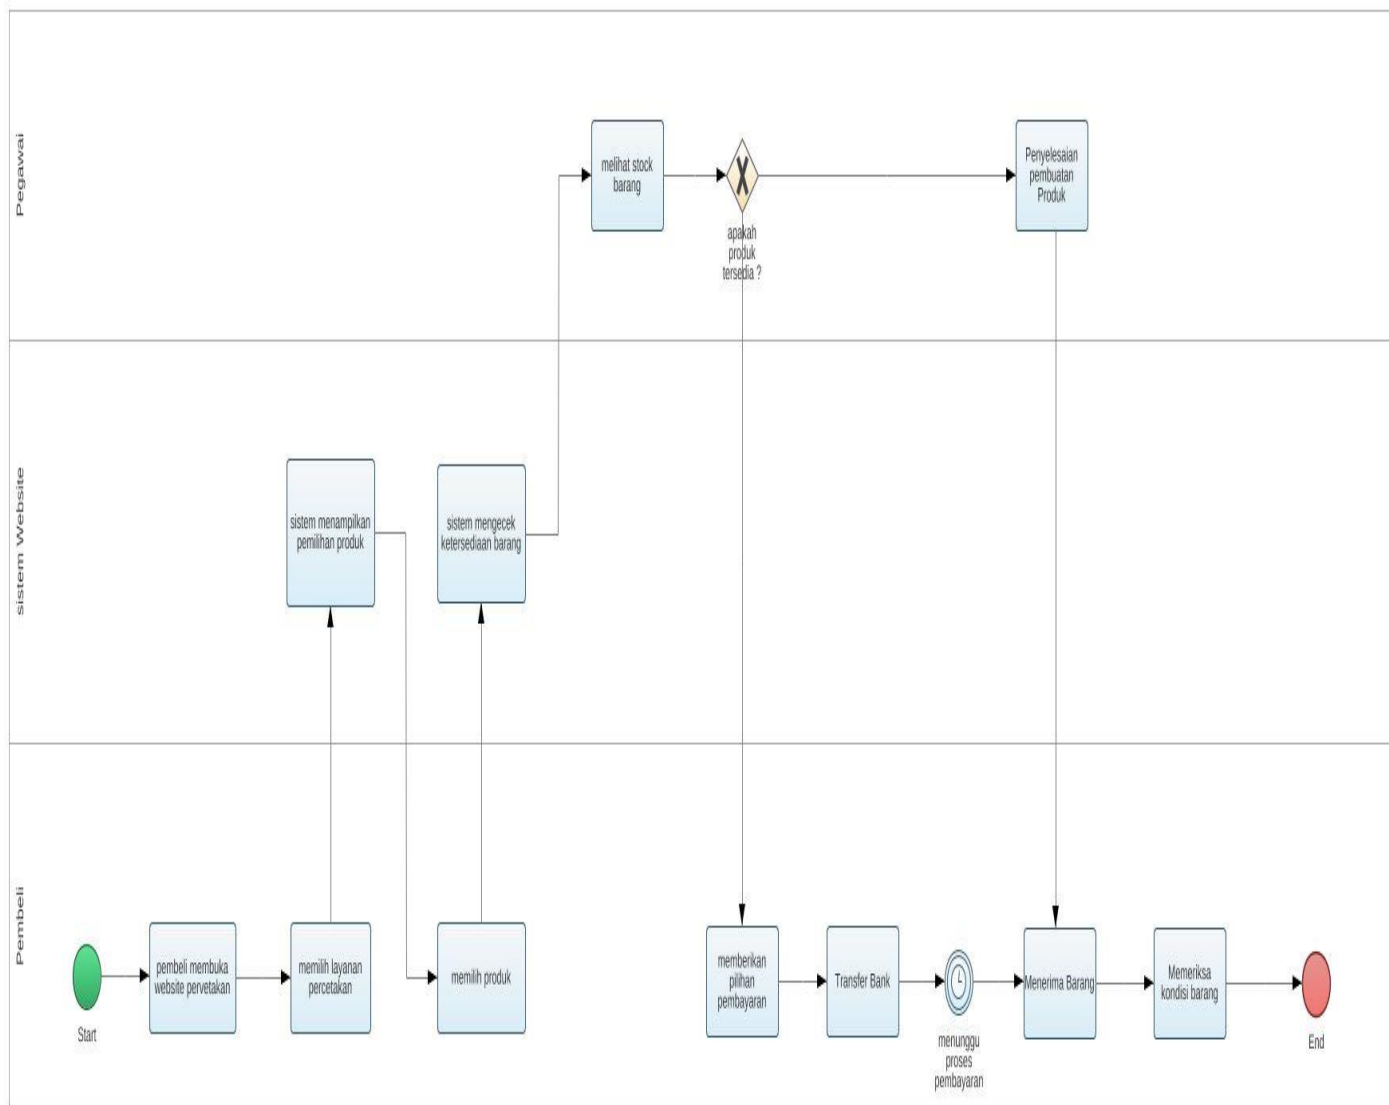 Pegawai
melihat stock
barang
apakah
produk
tersedia ?
Penyelesaian
pembuatan
Produk
sistem Website
sistem menampilkan
pemilihan produk
sistem mengecek
ketersediaan barang
Pembeli
Start
pembeli membuka
website pervetakan
memilih layanan
percetakan
memilih produk
memberikan
pilihan
pembayaran
Transfer Bank
menunggu
proses
pembayaran
Menerima Barang
Memeriksa
kondisi barang
End